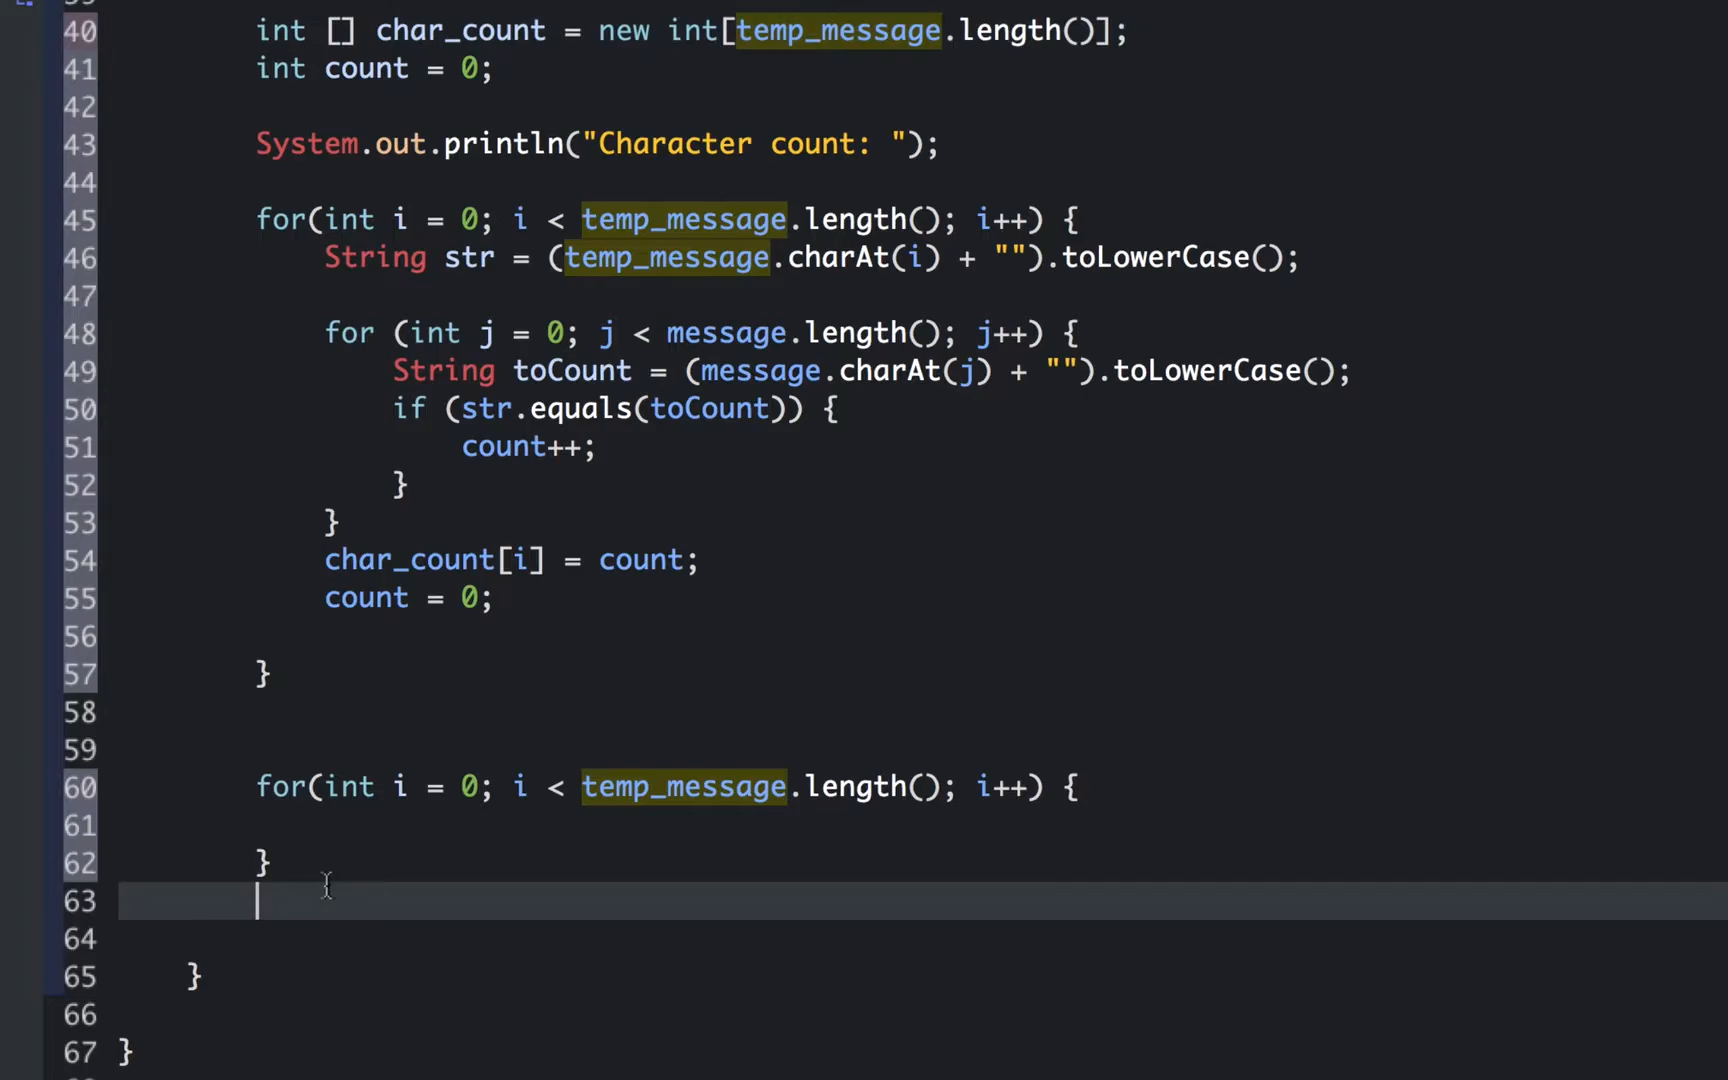 40 int [] char_count = new int[temp_message.length()];
41 int count = 0;
42
43 System.out.println("Character count: ");
44
45 for(int i = 0; i < temp_message.length(); i++) {
46 String str = (temp_message.charAt(i) + "").toLowerCase();
47
48 for (int j = 0; j < message.length(); j++) {
49 String toCount = (message.charAt(j) + "").toLowerCase();
50 if (str.equals(toCount)) {
51 count++;
52 }
53 }
54 char_count[i] = count;
55 count = 0;
56
57 }
58
59
60 for(int i = 0; i < temp_message.length(); i++) {
61
62 }
63
64
65 }
66
67 }